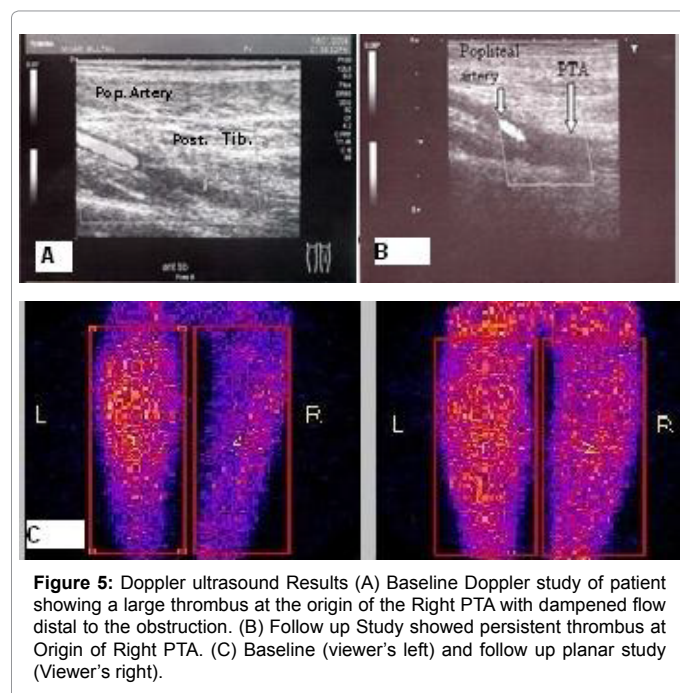 Pop. Artery
Post. Tib.
A
ant tib
Popliteal
artery
PTA
B
L
R
L
R
C
Figure 5: Doppler ultrasound Results (A) Baseline Doppler study of patient
showing a large thrombus at the origin of the Right PTA with dampened flow
distal to the obstruction. (B) Follow up Study showed persistent thrombus at
Origin of Right PTA. (C) Baseline (viewer's left) and follow up planar study
(Viewer's right).